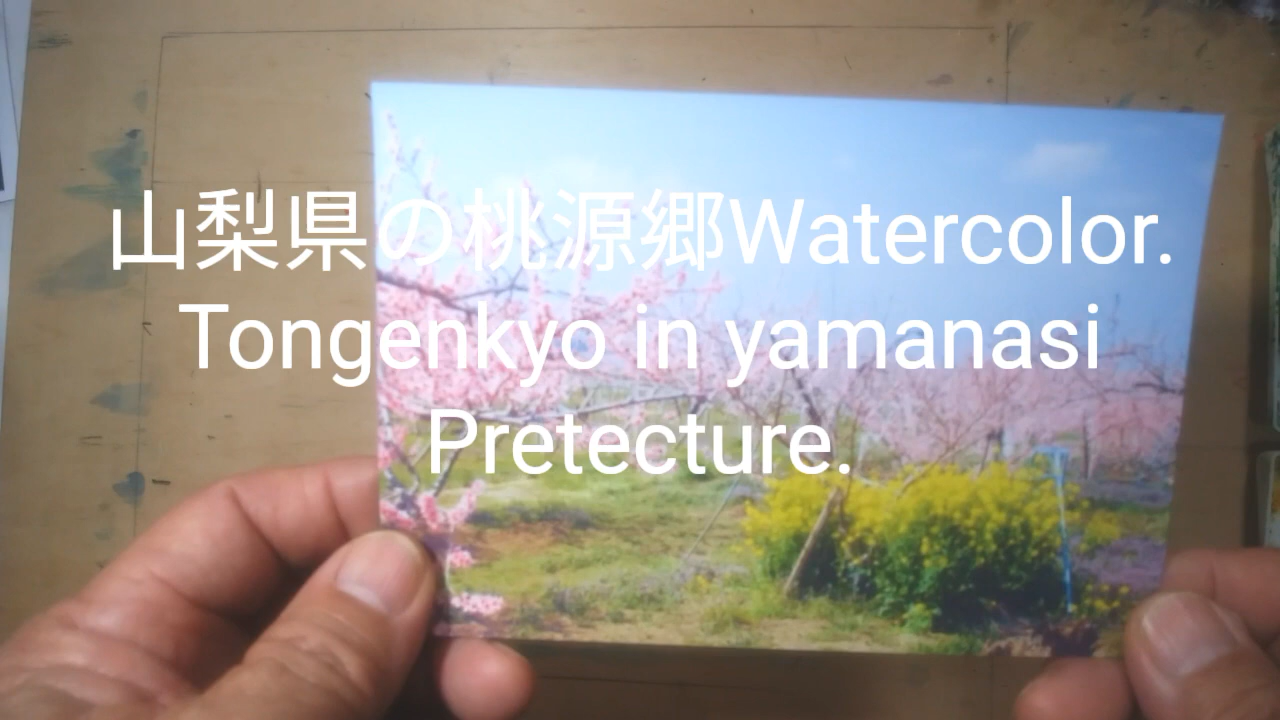 山梨県の桃源郷Watercolor.
Tongenkyo in yamanasi
Pretecture.